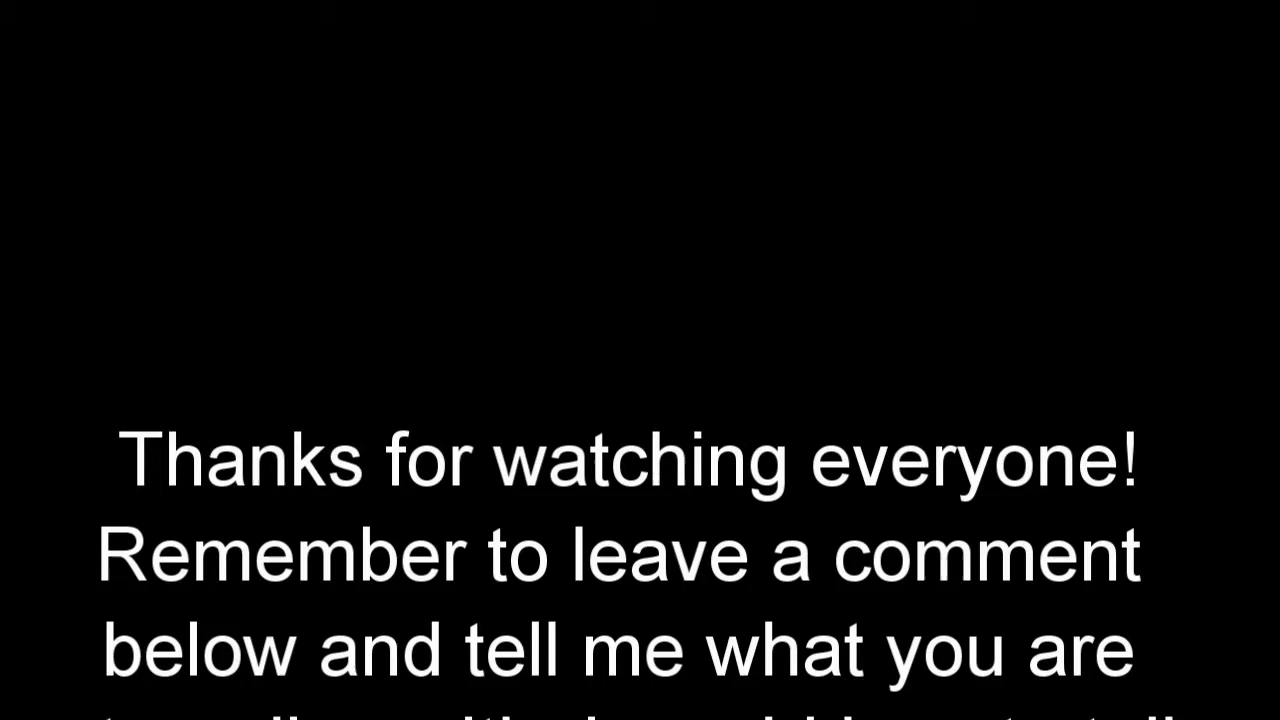 Thanks for watching everyone!
Remember to leave a comment
below and tell me what you are